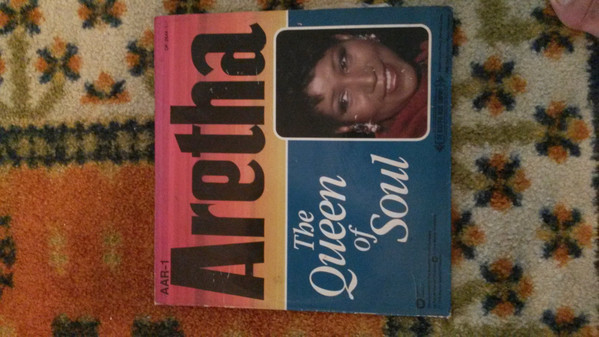 AAR-1
Aretha
The
Queen
of
Soul